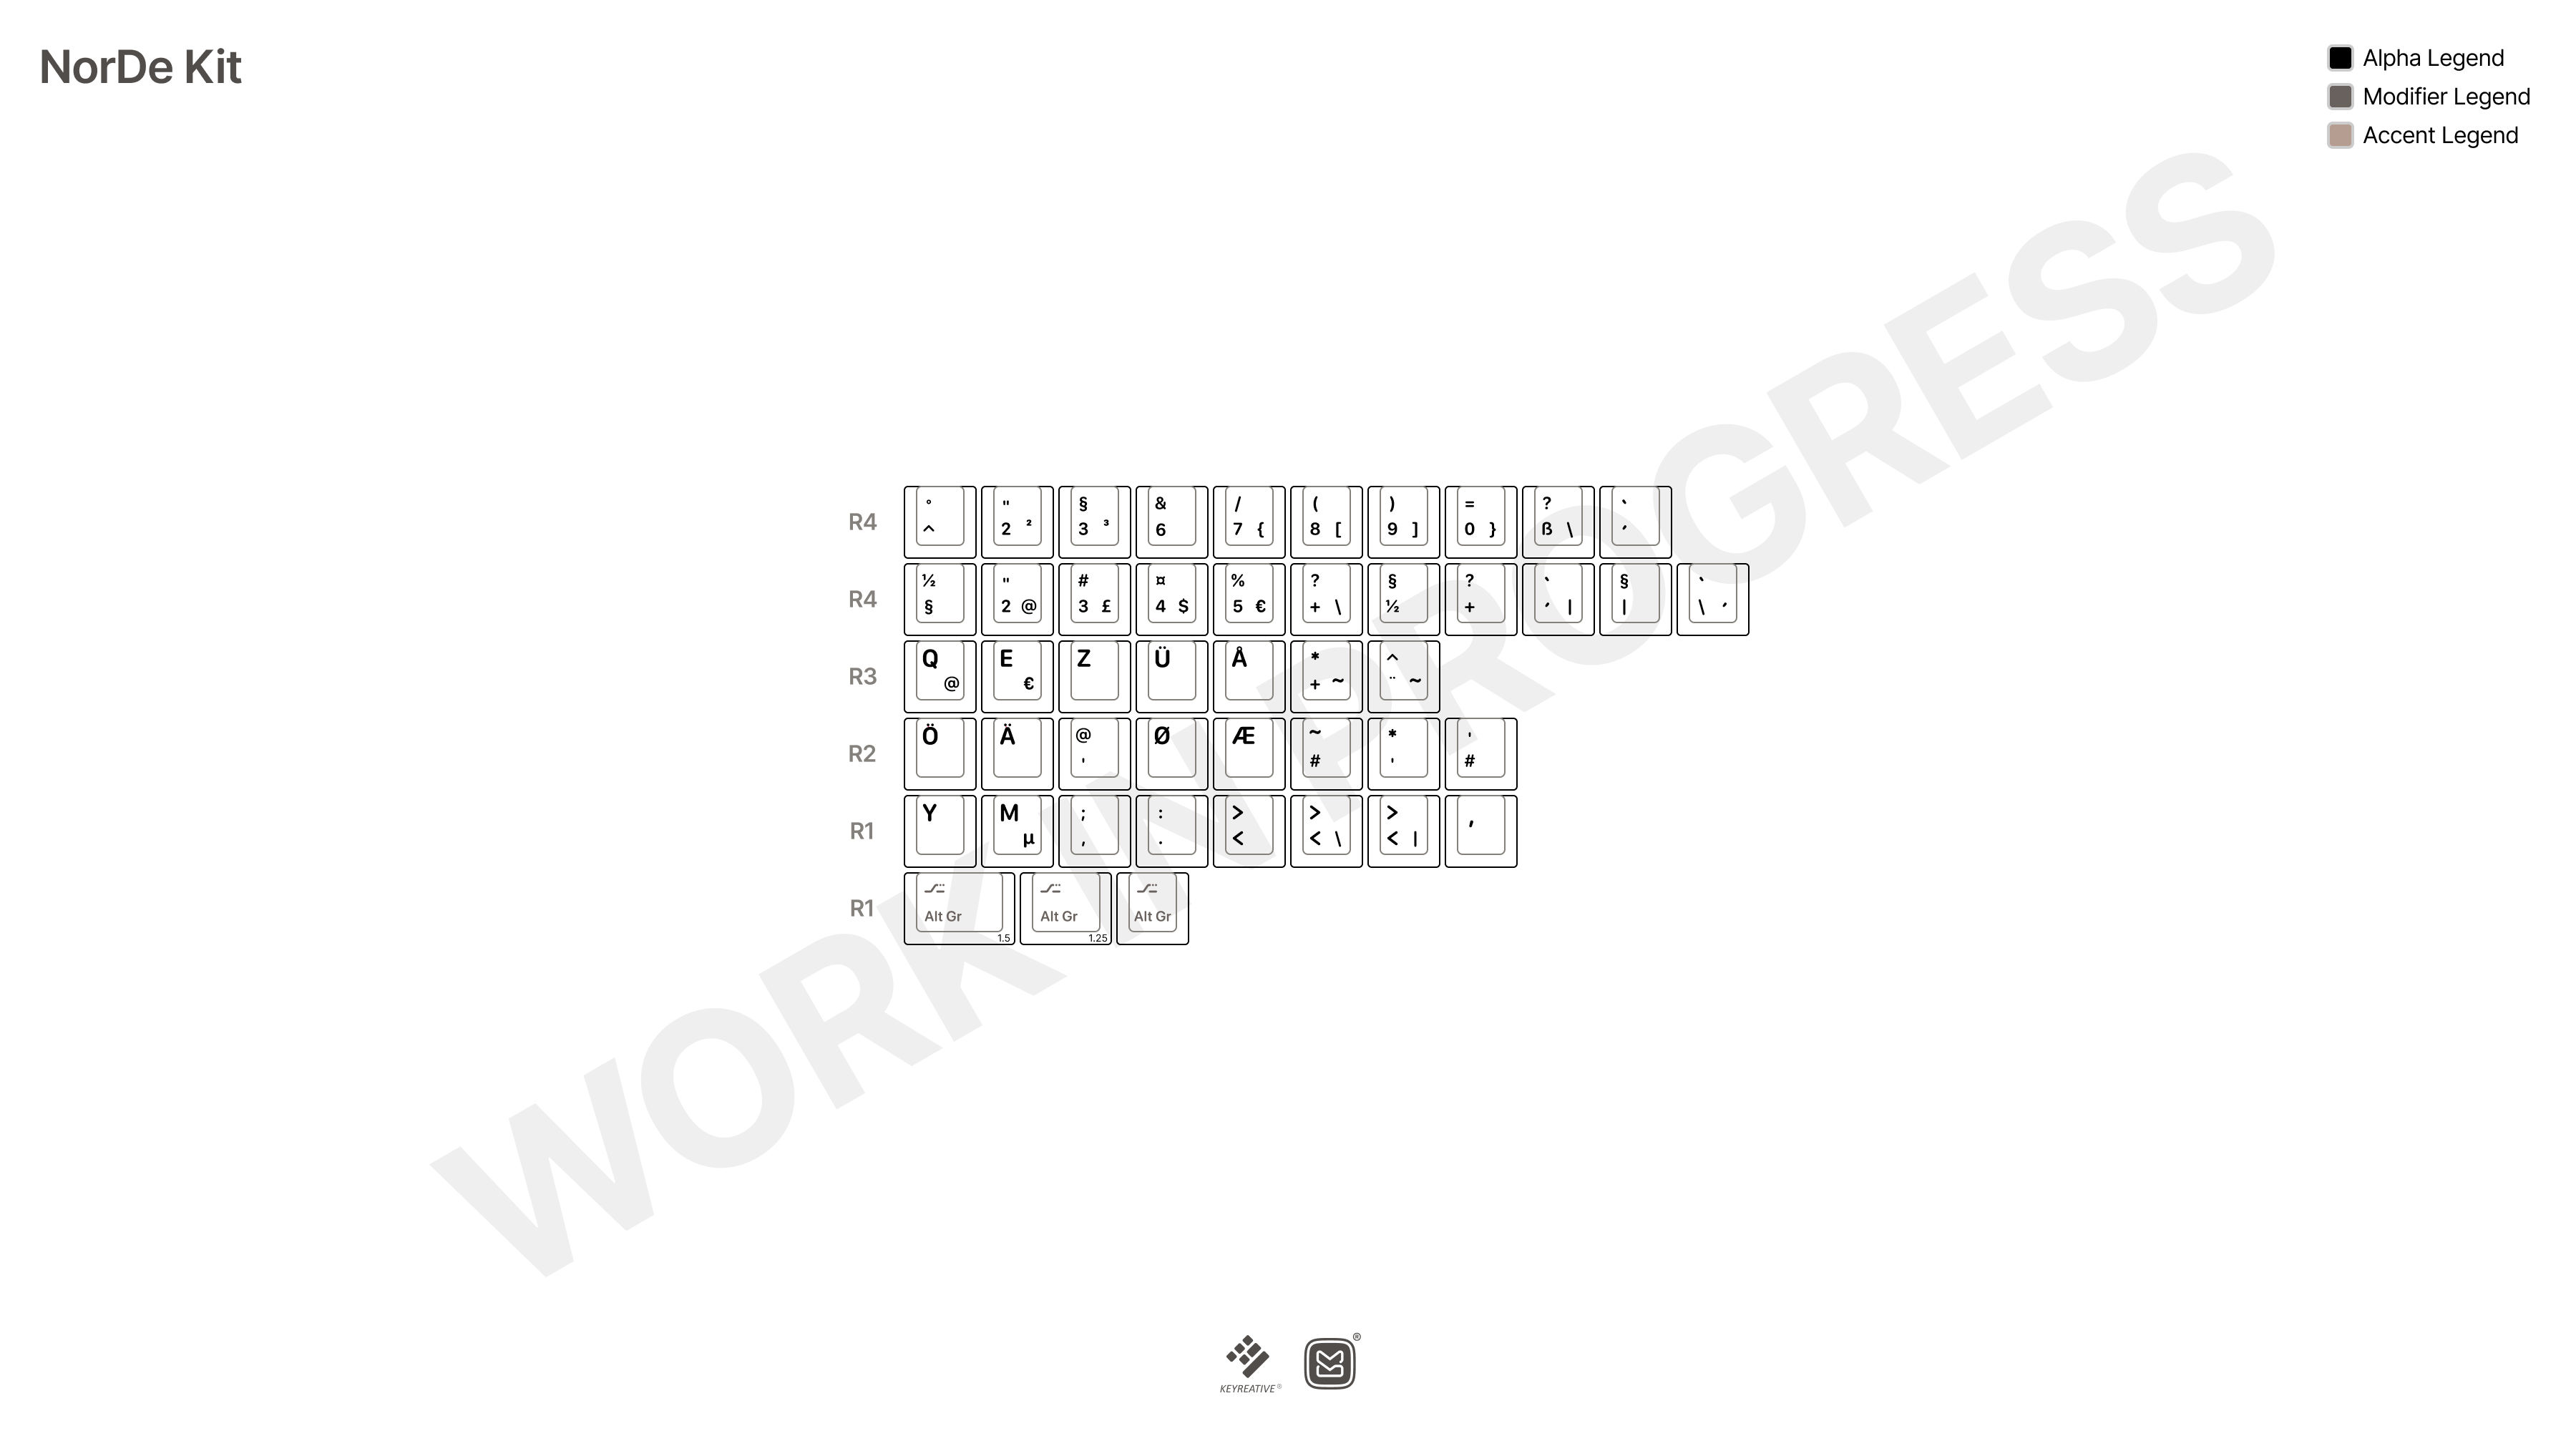 NorDe Kit
Alpha Legend
Modifier Legend
Accent Legend
WORK IN PROGRESS
R4
° " § & / ( ) = ? `
^ 2 ² 3 ³ 6 7 { 8 [ 9 ] 0 } ß \ ´
R4
½ " # ¤ % ? § ? ` § `
§ 2 @ 3 £ 4 $ 5 € + \ ½ + ´ | | \ ´
R3
Q E Z Ü Å * ^
@ € + ~ ¨ ~
R2
Ö Ä @ Ø Æ ~ * '
' # ' #
R1
Y M ; : > > > ,
µ , . < < \ < |
R1
Alt Gr Alt Gr Alt Gr
1.5 1.25
KEYREATIVE®
®